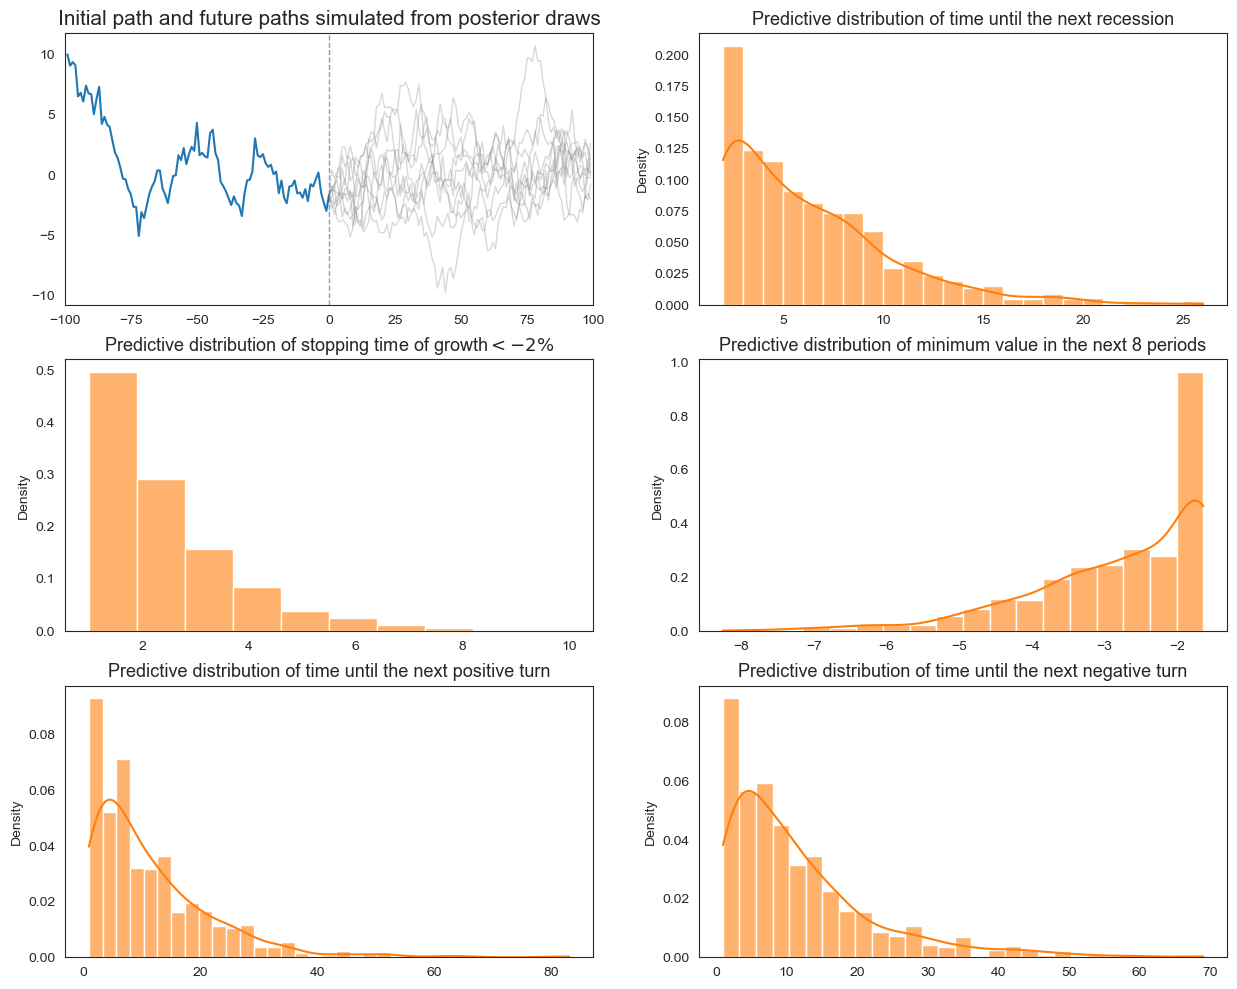 Initial path and future paths simulated from posterior draws
10
5
0
−5
−10
−100 −75 −50 −25 0 25 50 75 100
Predictive distribution of time until the next recession
Density
0.200
0.175
0.150
0.125
0.100
0.075
0.050
0.025
0.000
5 10 15 20 25
Predictive distribution of stopping time of growth < −2%
Density
0.5
0.4
0.3
0.2
0.1
0.0
2 4 6 8 10
Predictive distribution of minimum value in the next 8 periods
Density
1.0
0.8
0.6
0.4
0.2
0.0
−8 −7 −6 −5 −4 −3 −2
Predictive distribution of time until the next positive turn
Density
0.08
0.06
0.04
0.02
0.00
0 20 40 60 80
Predictive distribution of time until the next negative turn
Density
0.08
0.06
0.04
0.02
0.00
0 10 20 30 40 50 60 70